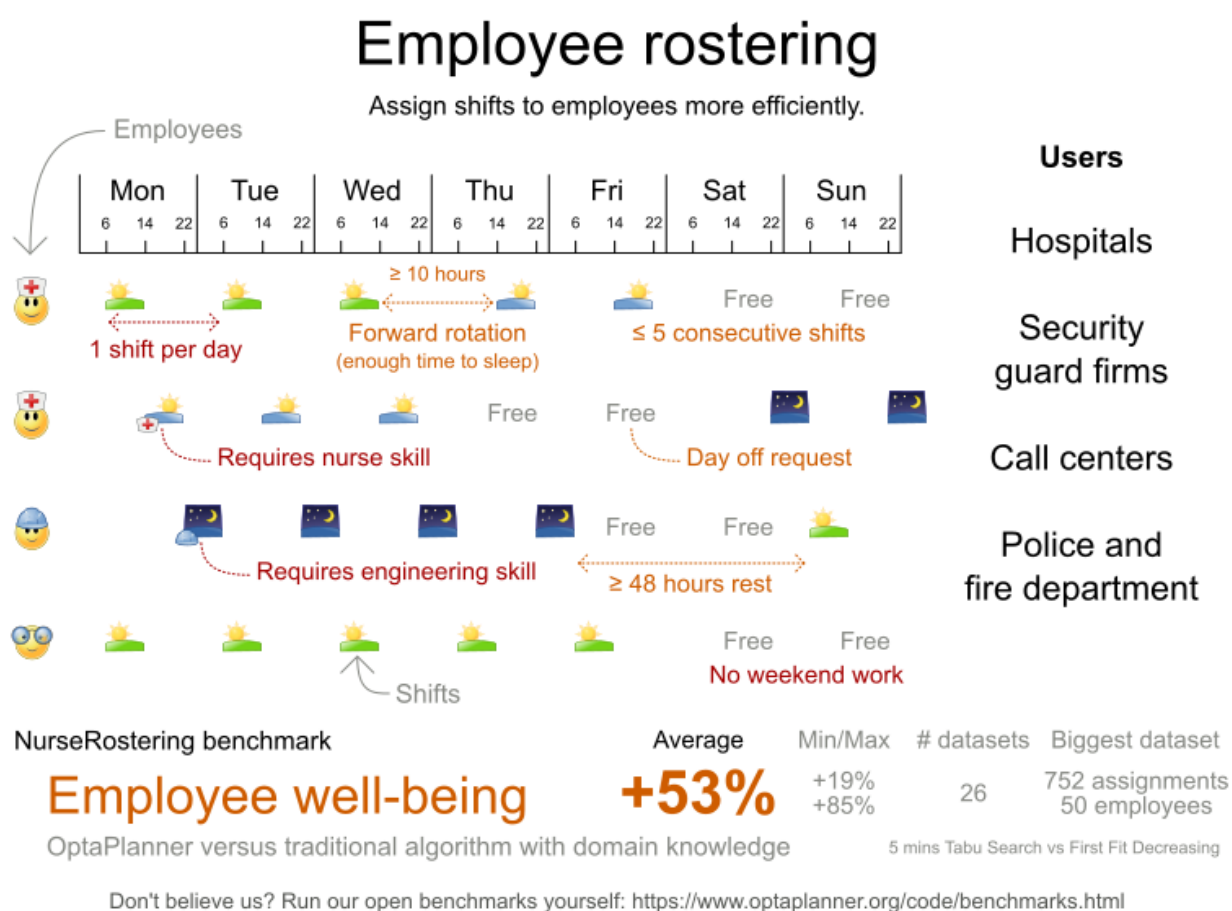 Employee rostering
Assign shifts to employees more efficiently.
Employees
Users
Mon Tue Wed Thu Fri Sat Sun
6 14 22 6 14 22 6 14 22 6 14 22 6 14 22 6 14 22 6 14 22
Hospitals
≥ 10 hours
Free Free
1 shift per day
Forward rotation
(enough time to sleep)
≤ 5 consecutive shifts
Security
guard firms
Free Free
Requires nurse skill
Day off request
Call centers
Free Free
Requires engineering skill
≥ 48 hours rest
Police and
fire department
Free Free
No weekend work
Shifts
NurseRostering benchmark
Average Min/Max # datasets Biggest dataset
Employee well-being
+53%
+19%
+85%
26
752 assignments
50 employees
OptaPlanner versus traditional algorithm with domain knowledge
5 mins Tabu Search vs First Fit Decreasing
Don't believe us? Run our open benchmarks yourself: https://www.optaplanner.org/code/benchmarks.html